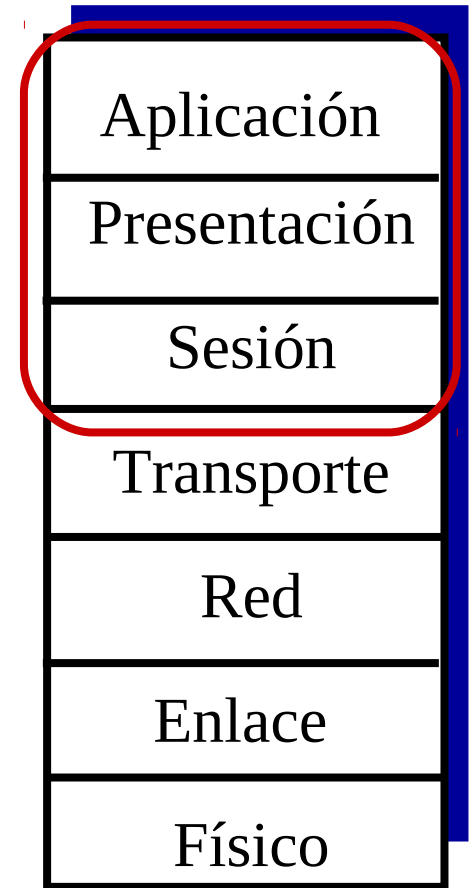 Aplicación
Presentación
Sesión
Transporte
Red
Enlace
Físico